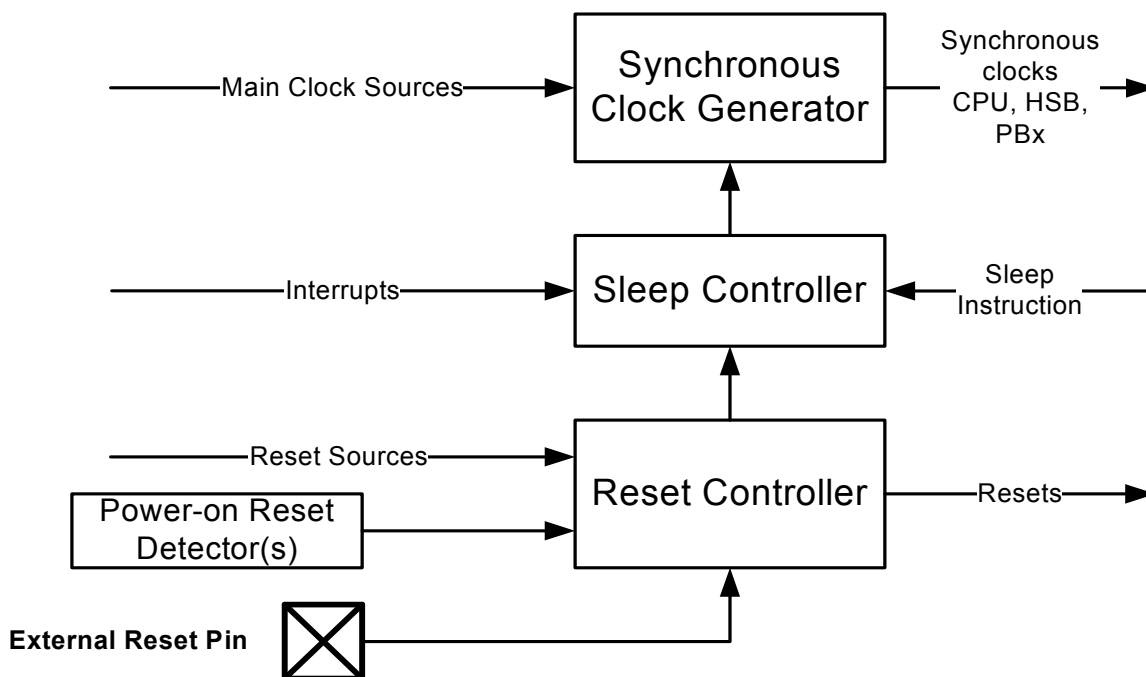 Main Clock Sources
Synchronous
Clock Generator
Synchronous
clocks
CPU, HSB,
PBx
Interrupts
Sleep Controller
Sleep
Instruction
Reset Sources
Power-on Reset
Detector(s)
Reset Controller
Resets
External Reset Pin